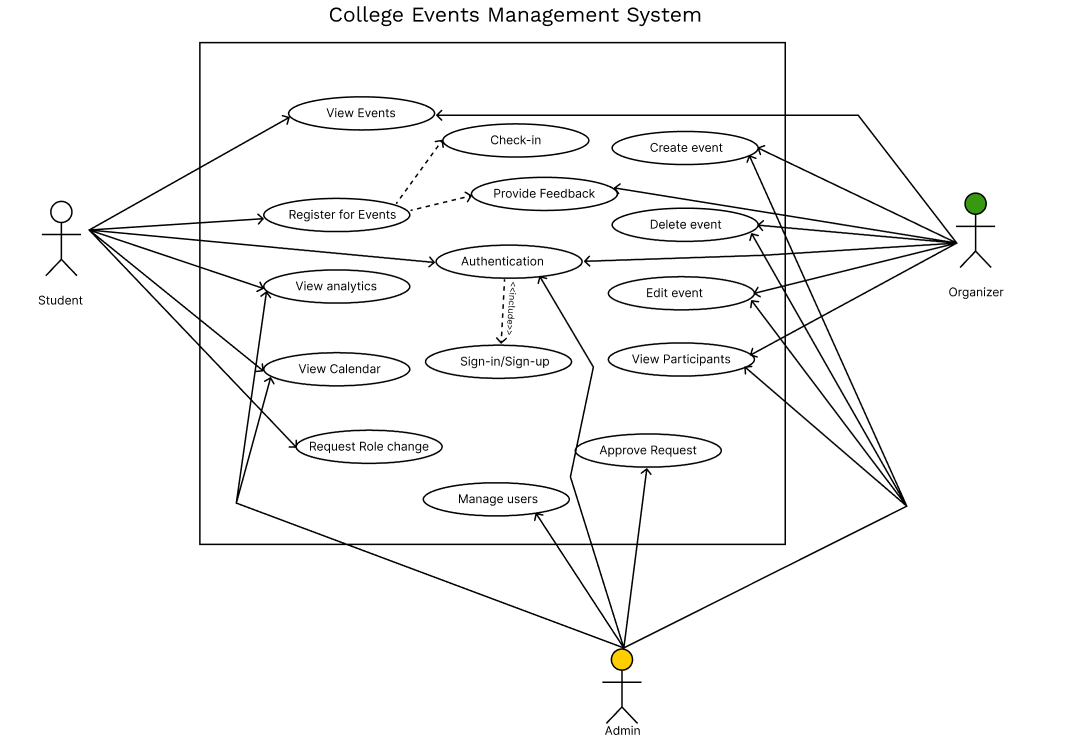 College Events Management System
View Events
Check-in
Create event
Provide Feedback
Register for Events
Delete event
Authentication
View analytics
<<include>>
Edit event
Student
Organizer
Sign-in/Sign-up
View Participants
View Calendar
Request Role change
Approve Request
Manage users
Admin